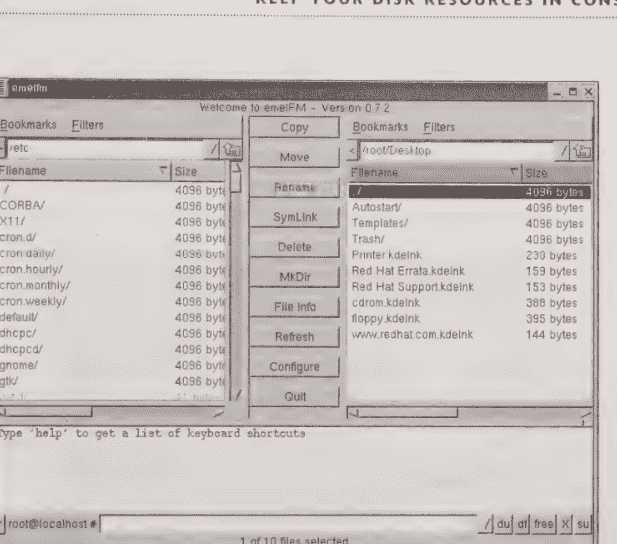 KEEP YOUR DISK RESOURCES IN CONS
emelfm
Welcome to emelFM - Version 0.7.2
Bookmarks Filters
/etc
Filename Size
./ 4096 byte
CORBA/ 4096 byte
X11/ 4096 byte
cron.d/ 4096 byte
cron.daily/ 4096 byte
cron.hourly/ 4096 byte
cron.monthly/ 4096 byte
cron.weekly/ 4096 byte
default/ 4096 byte
dhcpc/ 4096 byte
dhcpcd/ 4096 byte
gnome/ 4096 byte
gtk/ 4096 byte
Copy
Move
Rename
SymLink
Delete
MkDir
File Info
Refresh
Configure
Quit
Bookmarks Filters
< /root/Desktop /
Filename Size
./ 4096 bytes
Autostart/ 4096 bytes
Templates/ 4096 bytes
Trash/ 4096 bytes
Printer.kdelnk 230 bytes
Red Hat Errata.kdelnk 159 bytes
Red Hat Support.kdelnk 153 bytes
cdrom.kdelnk 388 bytes
floppy.kdelnk 395 bytes
www.redhat.com.kdelnk 144 bytes
Type 'help' to get a list of keyboard shortcuts
root@localhost # / du df free X su
1 of 10 files selected